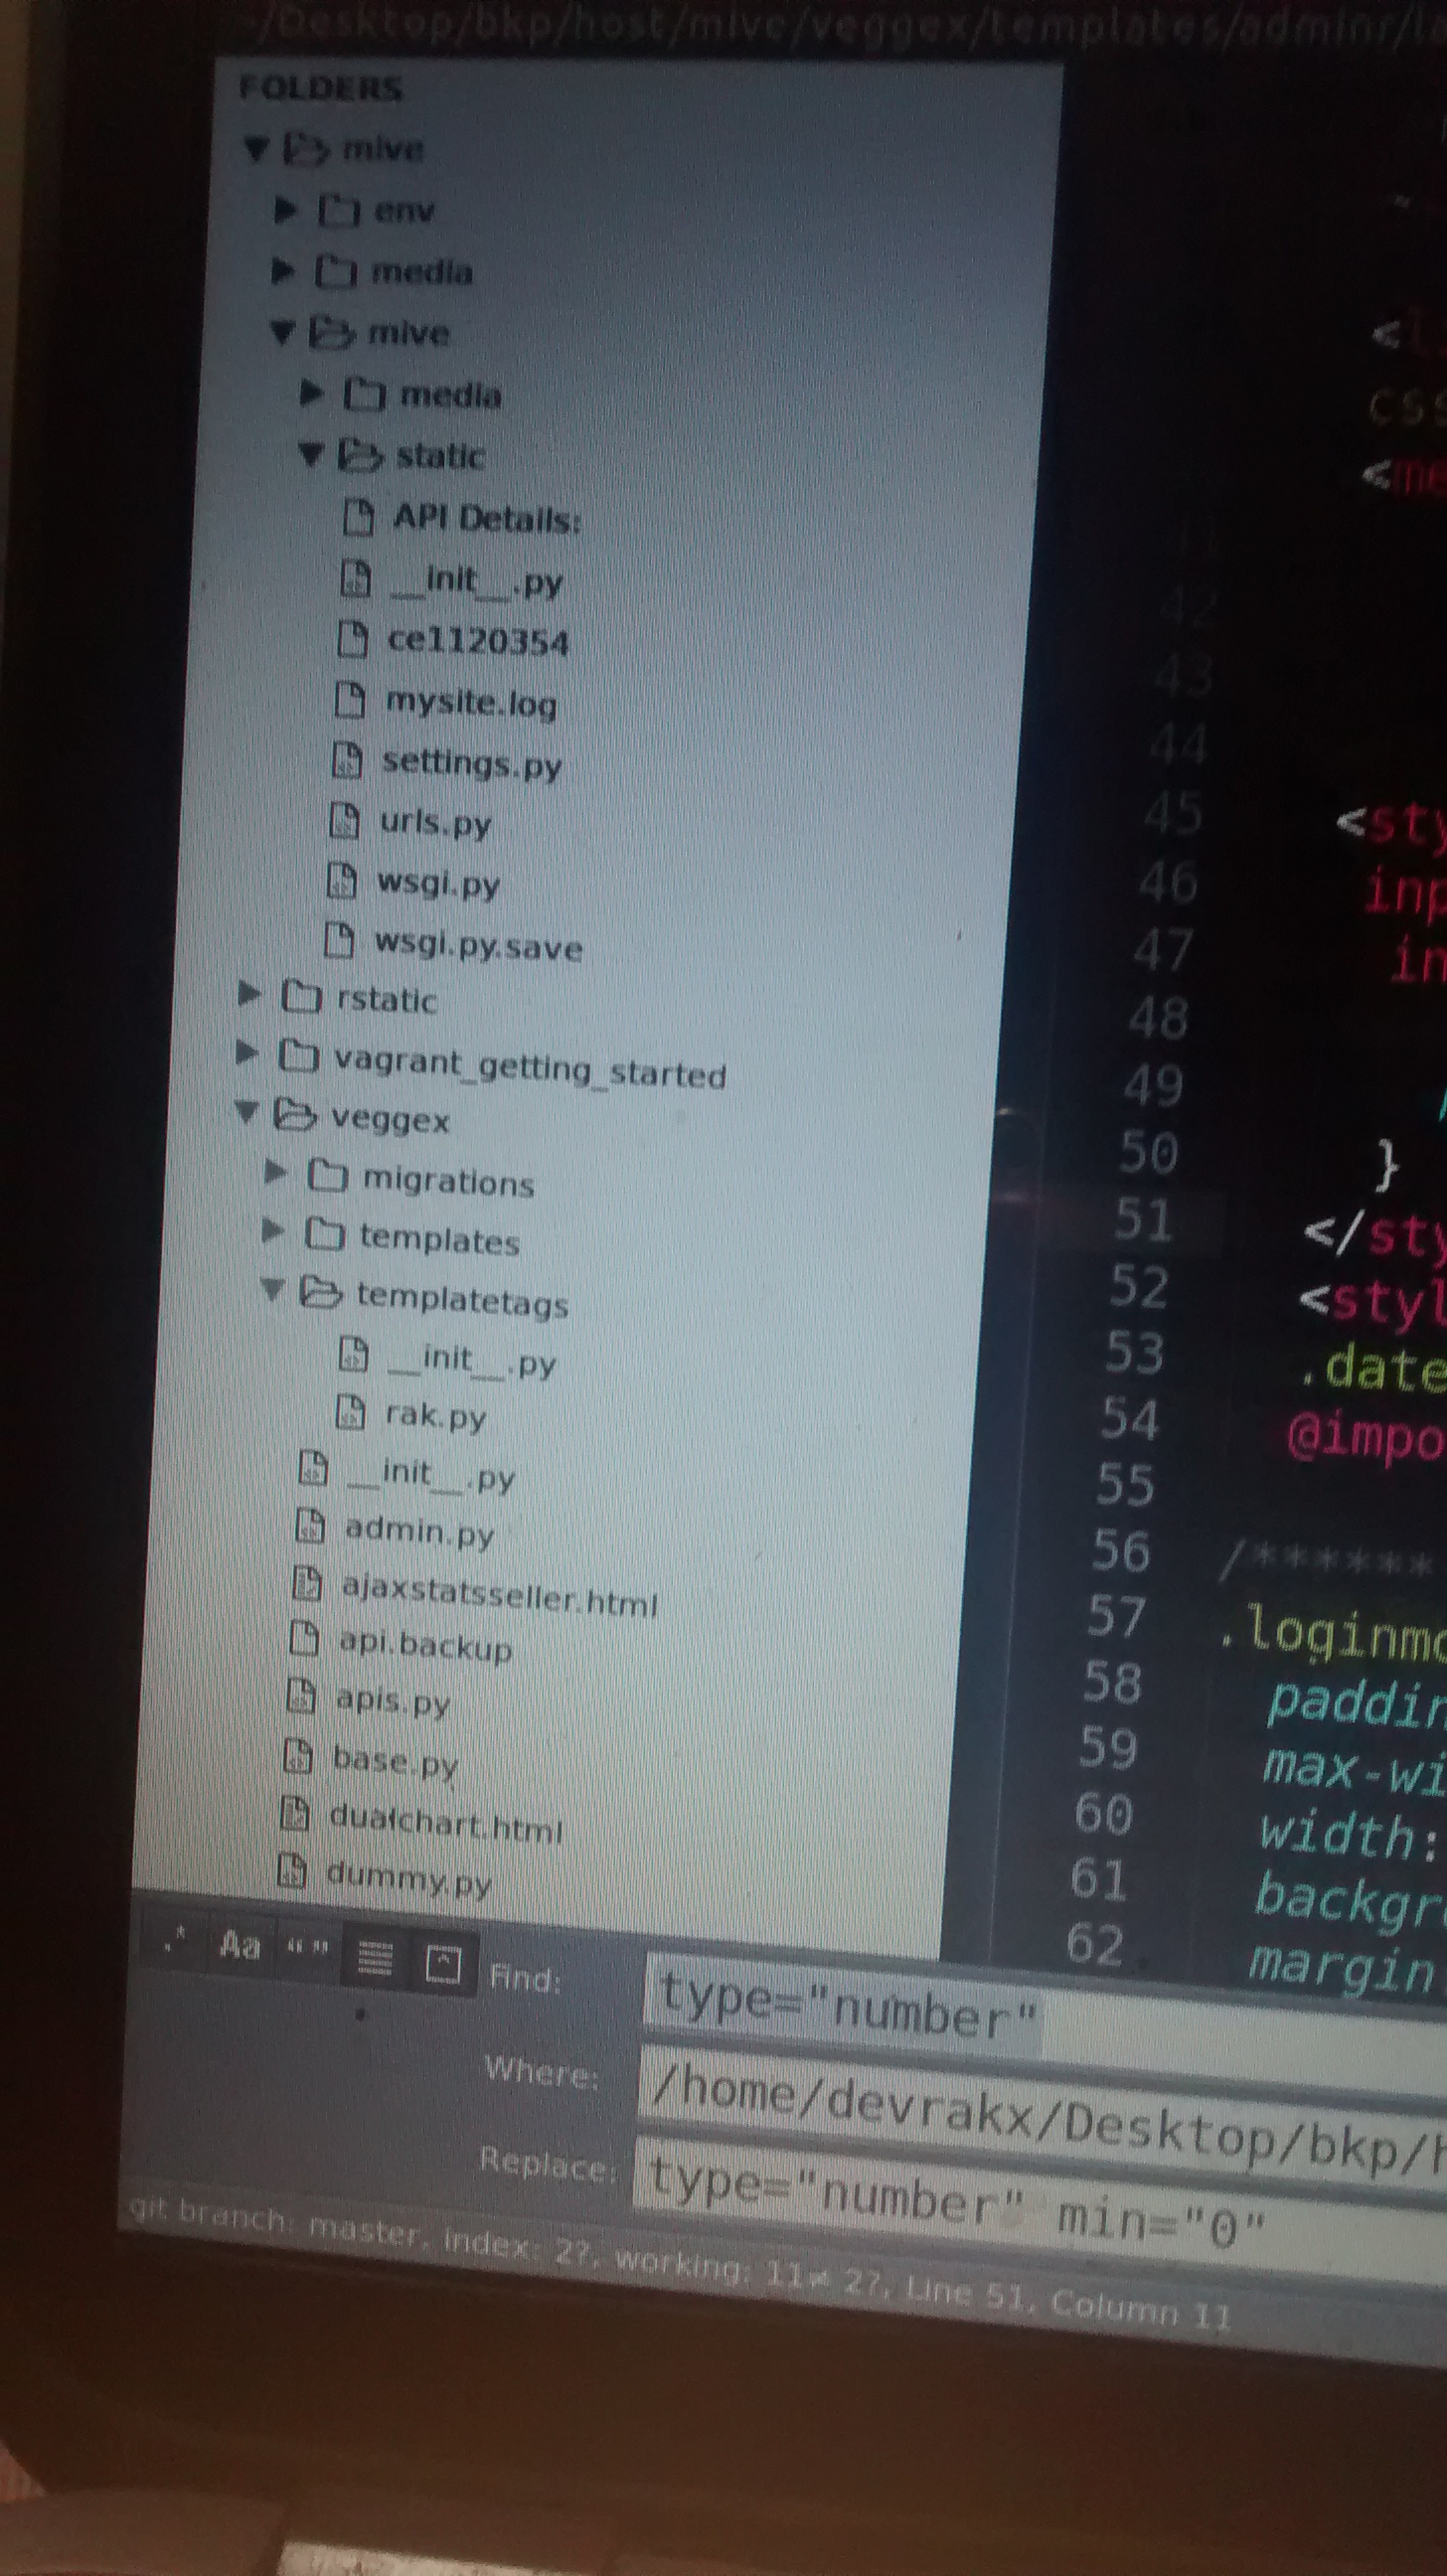 ~/Desktop/bkp/host/mive/veggex/templates/adminr/la
FOLDERS
mive
env
media
mive
media
static
API Details:
__init__.py
ce1120354
mysite.log
settings.py
urls.py
wsgi.py
wsgi.py.save
rstatic
vagrant_getting_started
veggex
migrations
templates
templatetags
__init__.py
rak.py
__init__.py
admin.py
ajaxstatsseller.html
api.backup
apis.py
base.py
dualchart.html
dummy.py
<l
css
<me
41
42
43
44
45 <sty
46 inp
47 in
48
49
50 }
51 </sty
52 <styl
53 .date
54 @impo
55
56 /******
57 .loginmo
58 paddin
59 max-wi
60 width:
61 backgr
62 margin
.* Aa “ ”
Find: type="number"
Where: /home/devrakx/Desktop/bkp/h
Replace: type="number" min="0"
git branch: master, index: 2?, working: 11≠ 2?, Line 51, Column 11